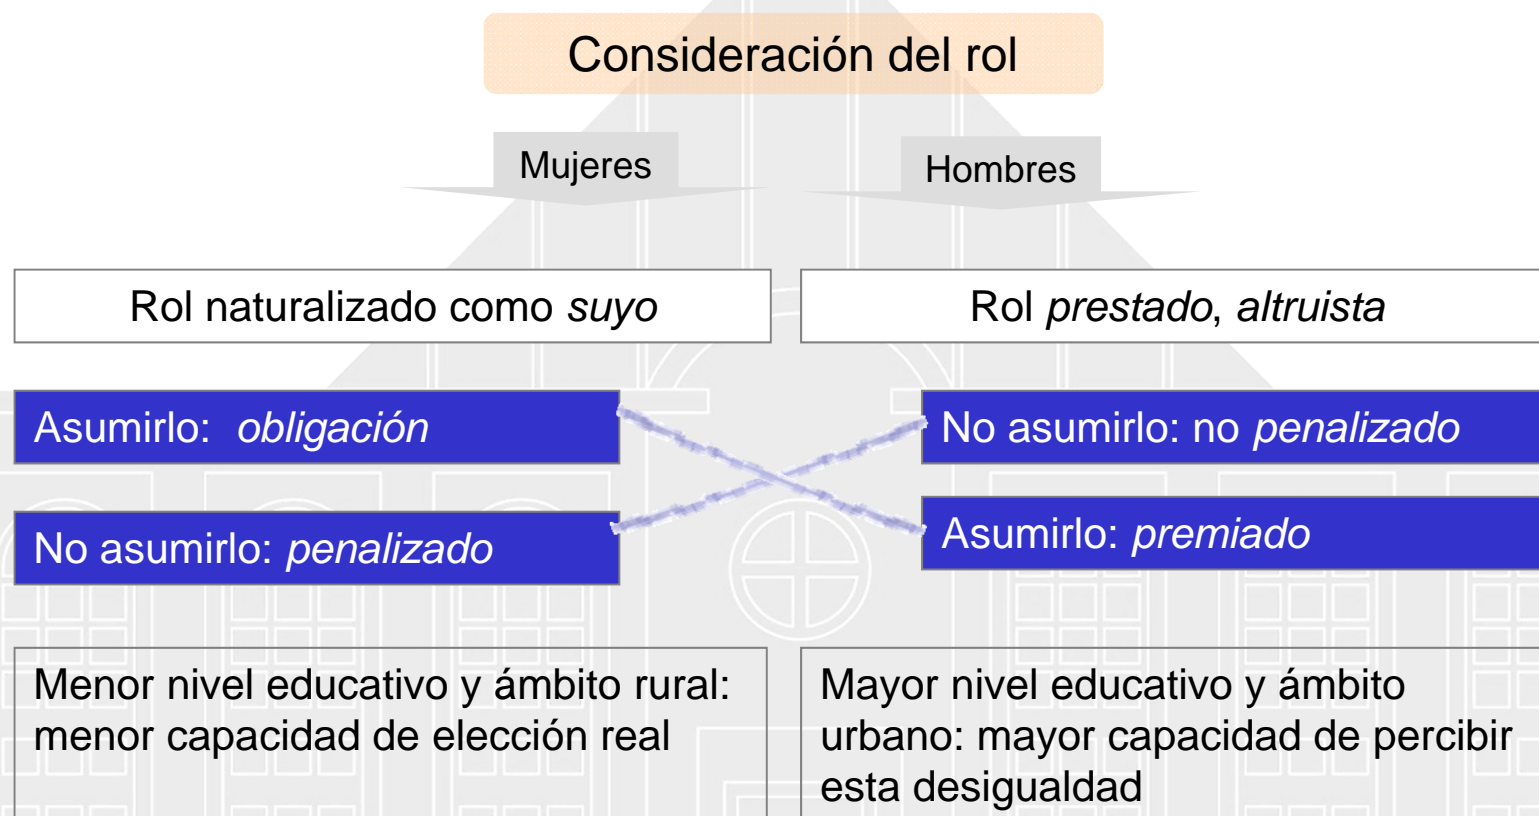 Consideración del rol
Mujeres
Hombres
Rol naturalizado como suyo
Rol prestado, altruista
Asumirlo: obligación
No asumirlo: no penalizado
No asumirlo: penalizado
Asumirlo: premiado
Menor nivel educativo y ámbito rural:
menor capacidad de elección real
Mayor nivel educativo y ámbito
urbano: mayor capacidad de percibir
esta desigualdad